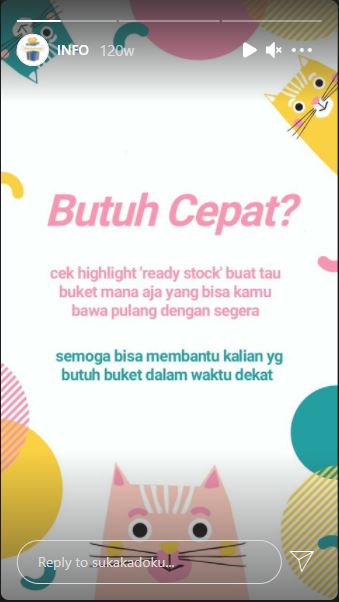 INFO 120w
Butuh Cepat?
cek highlight 'ready stock' buat tau
buket mana aja yang bisa kamu
bawa pulang dengan segera
semoga bisa membantu kalian yg
butuh buket dalam waktu dekat
Reply to sukakadoku...